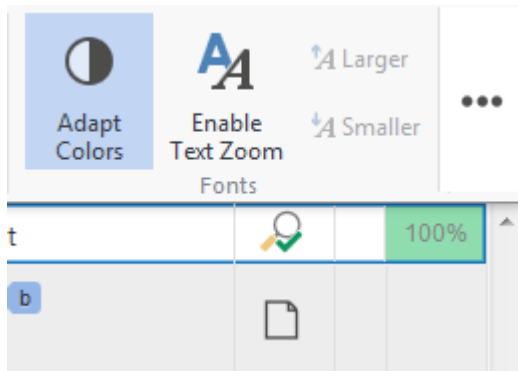 Adapt
Colors
Enable
Text Zoom
A Larger
A Smaller
Fonts
t
100%
b